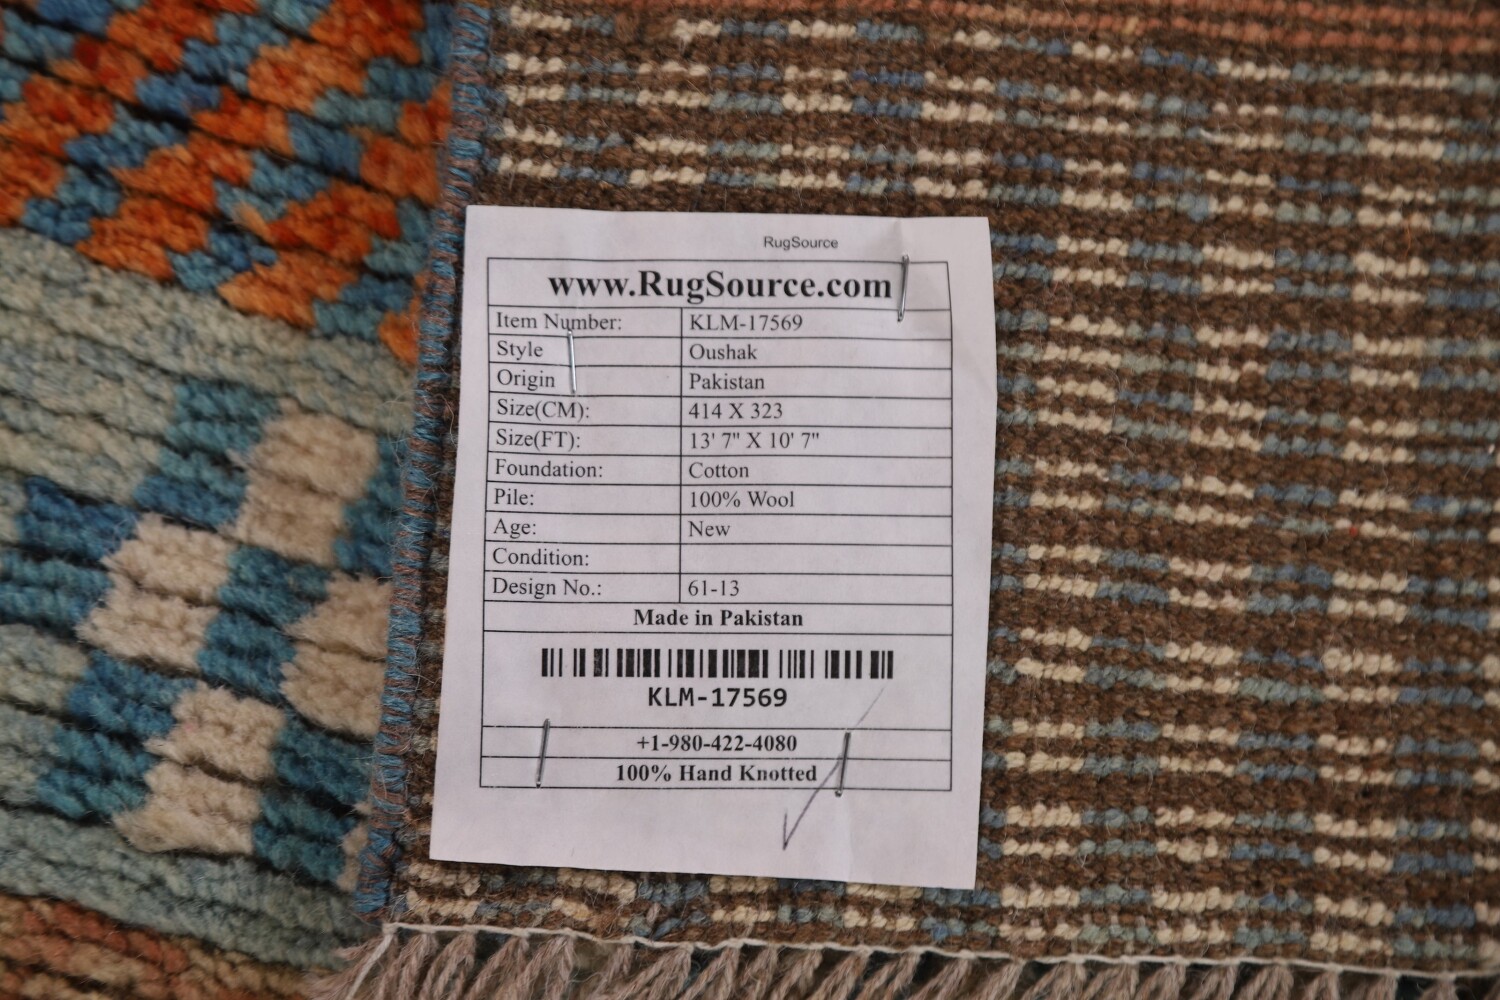 RugSource
www.RugSource.com
Item Number: KLM-17569
Style Oushak
Origin Pakistan
Size(CM): 414 X 323
Size(FT): 13' 7" X 10' 7"
Foundation: Cotton
Pile: 100% Wool
Age: New
Condition:
Design No.: 61-13
Made in Pakistan
KLM-17569
+1-980-422-4080
100% Hand Knotted